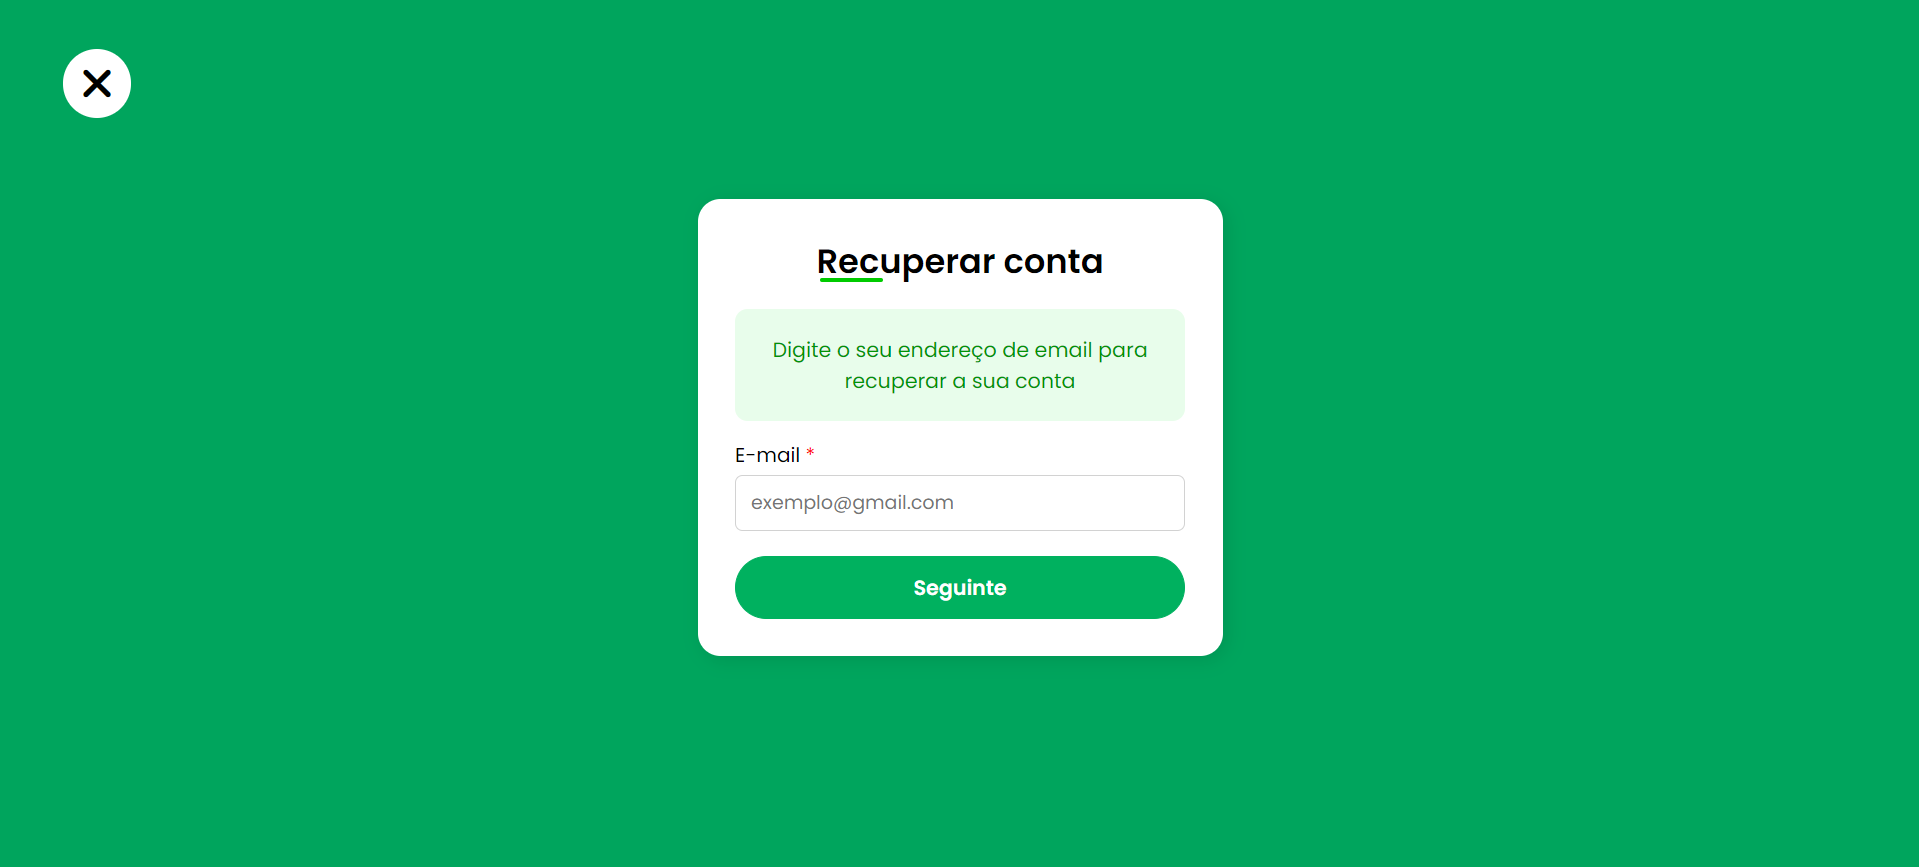 Recuperar conta
Digite o seu endereço de email para
recuperar a sua conta
E-mail *
exemplo@gmail.com
Seguinte